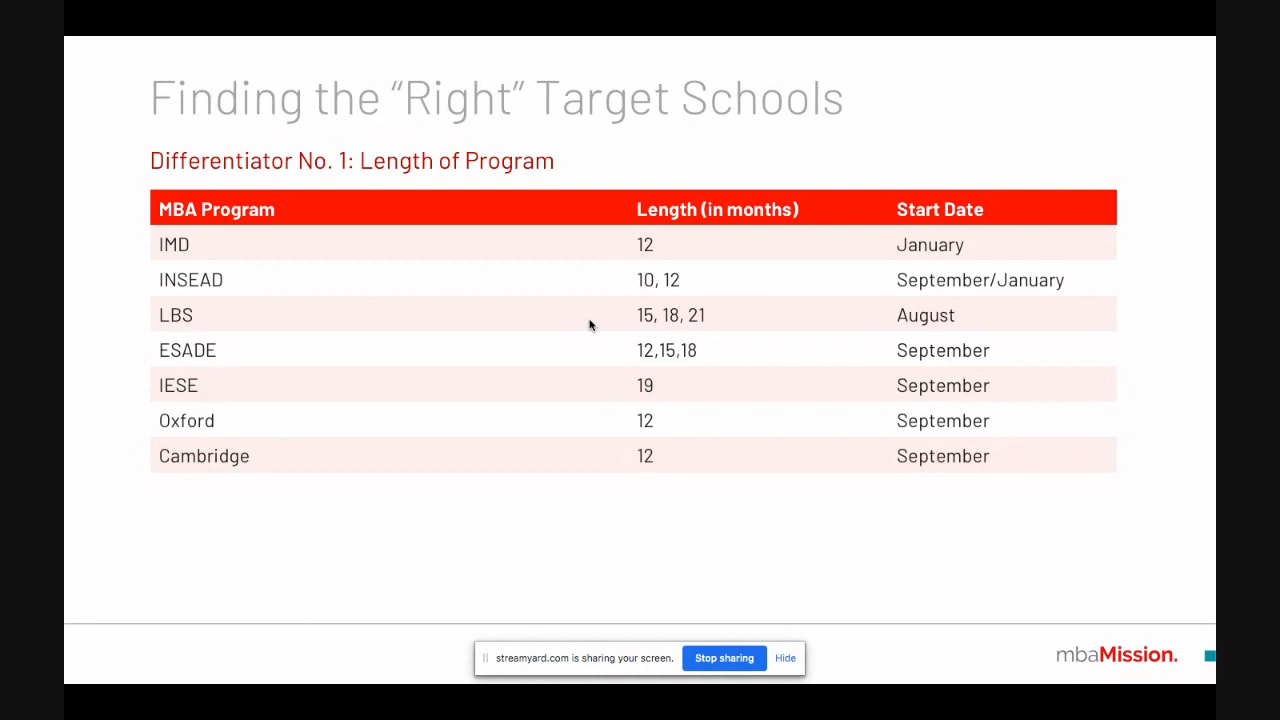 Finding the “Right” Target Schools
Differentiator No. 1: Length of Program
MBA Program Length (in months) Start Date
IMD 12 January
INSEAD 10, 12 September/January
LBS 15, 18, 21 August
ESADE 12,15,18 September
IESE 19 September
Oxford 12 September
Cambridge 12 September
streamyard.com is sharing your screen. Stop sharing Hide
mbaMission.